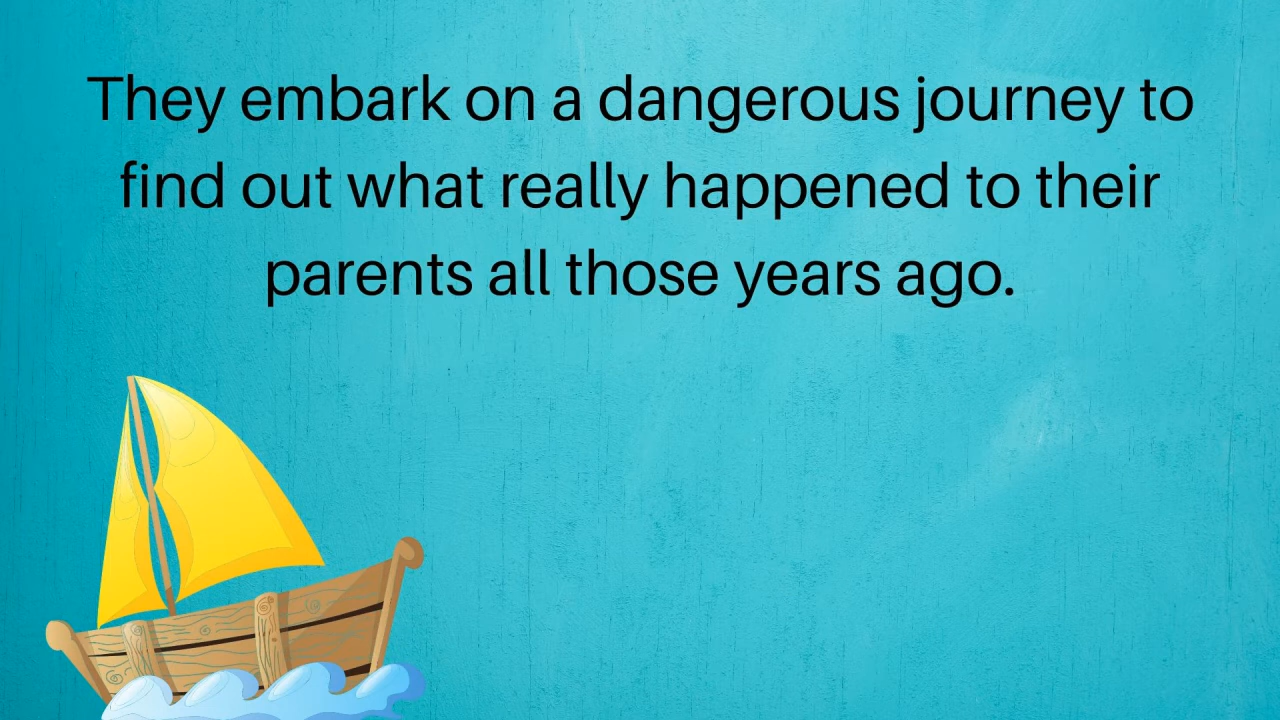 They embark on a dangerous journey to
find out what really happened to their
parents all those years ago.